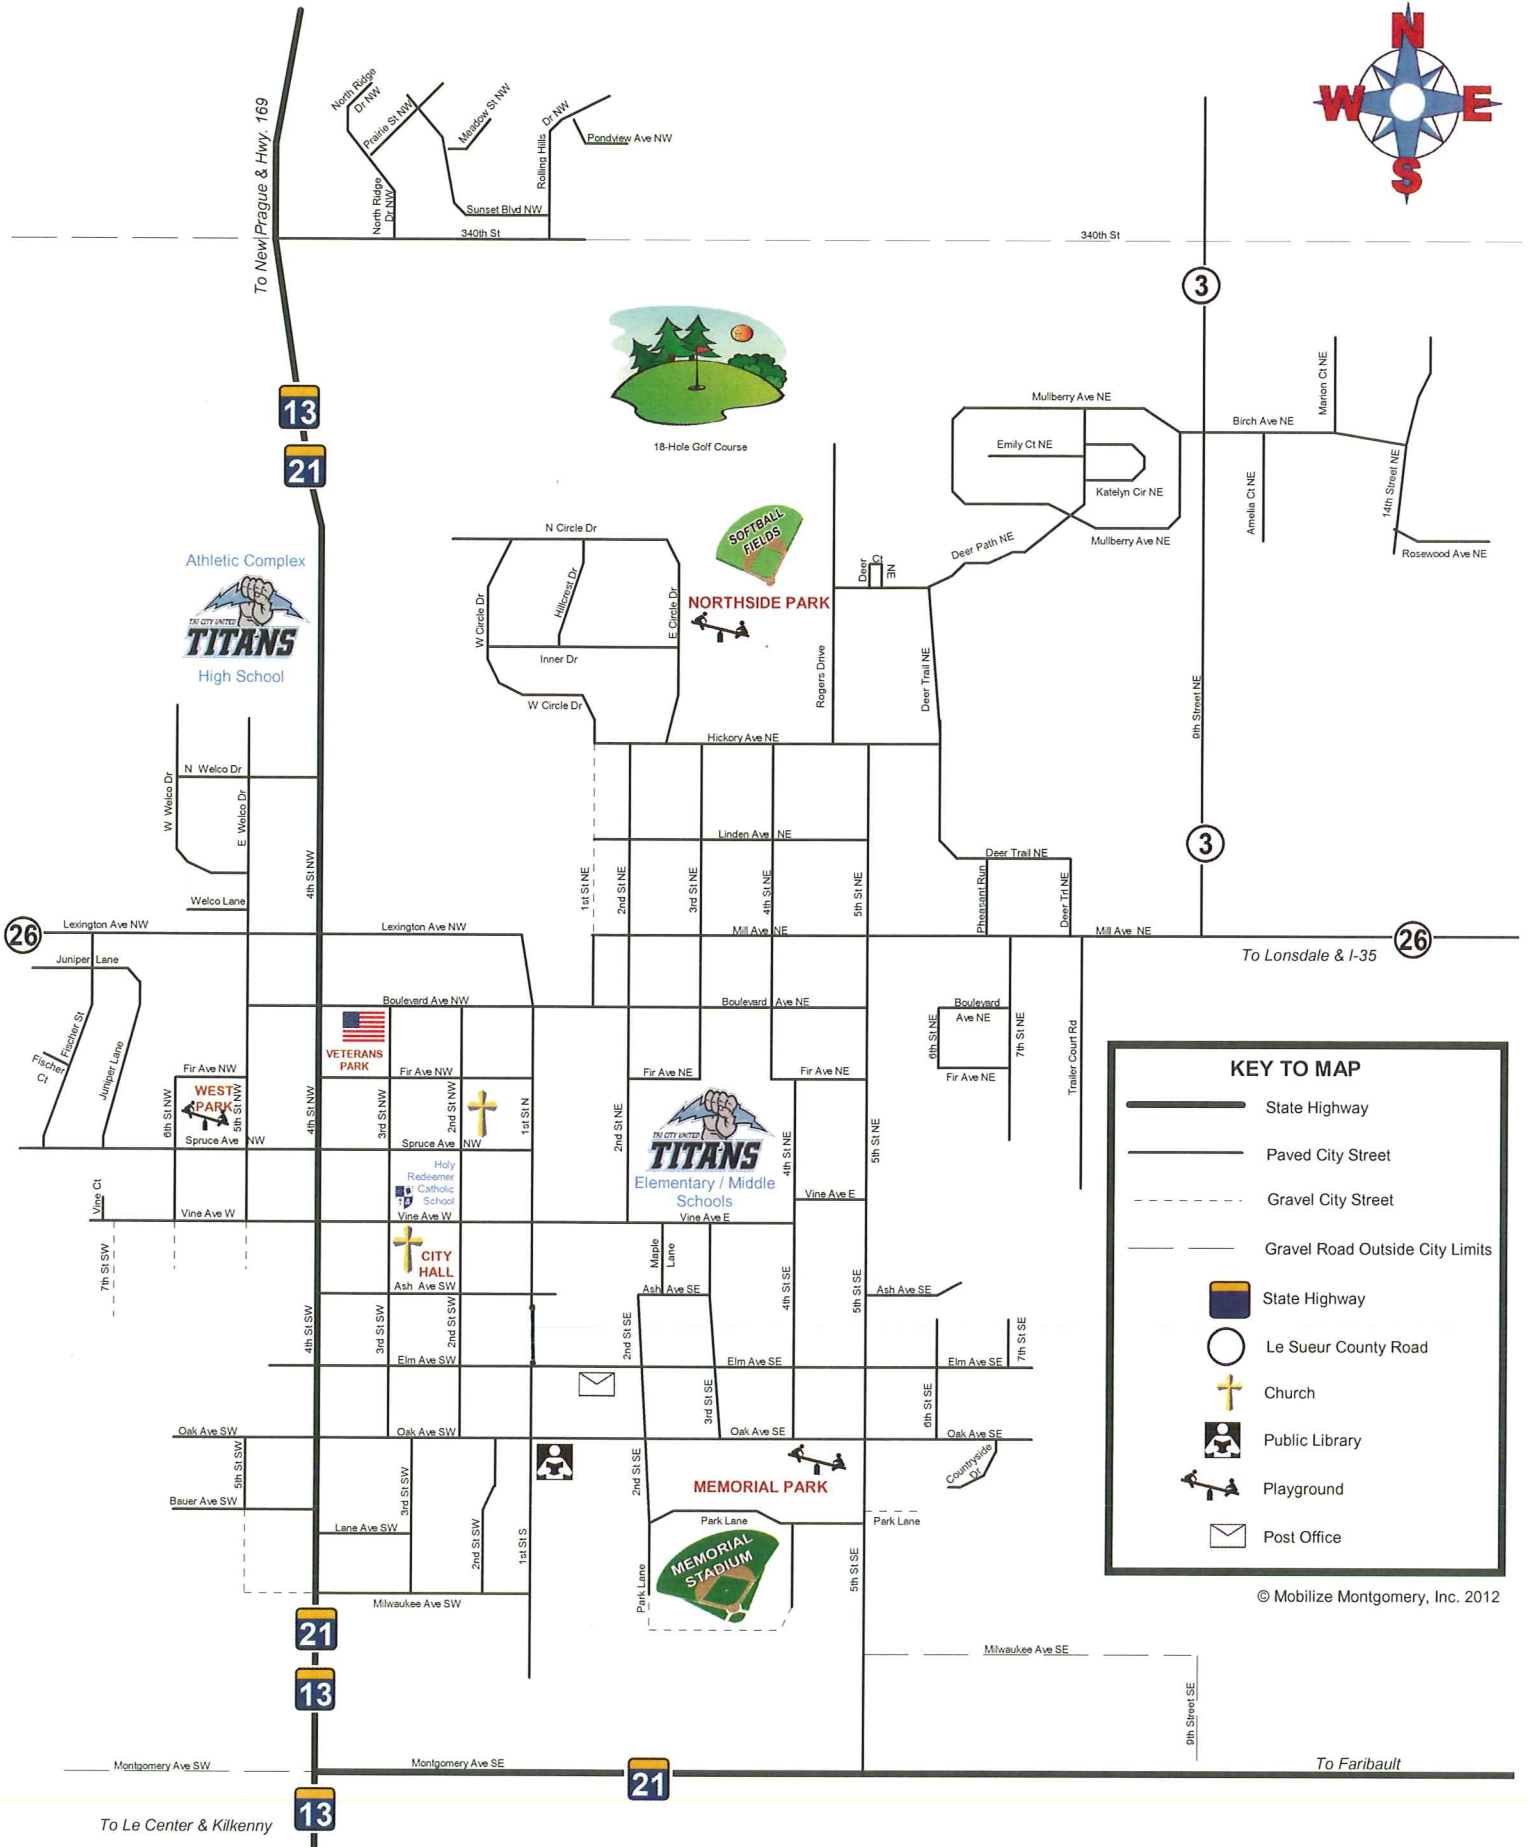 N
W
E
S
To New Prague & Hwy. 169
North Ridge
Dr NW
Prairie St NW
Meadow St NW
Rolling Hills
Dr NW
Pondview Ave NW
North Ridge
Dr NW
Sunset Blvd NW
340th St
340th St
3
13
21
18-Hole Golf Course
Mullberry Ave NE
Emily Ct NE
Katelyn Cir NE
Mullberry Ave NE
Birch Ave NE
Marion Ct NE
Amelia Ct NE
14th Street NE
Rosewood Ave NE
Athletic Complex
TRI-CITY UNITED
TITANS
High School
N Circle Dr
W Circle Dr
Hillcrest Dr
E Circle Dr
Inner Dr
W Circle Dr
SOFTBALL
FIELDS
NORTHSIDE PARK
Deer Ct NE
Deer Path NE
Rogers Drive
Deer Trail NE
9th Street NE
Hickory Ave NE
N Welco Dr
W Welco Dr
E Welco Dr
4th St NW
Welco Lane
Linden Ave NE
1st St NE
2nd St NE
3rd St NE
4th St NE
5th St NE
Deer Trail NE
Pheasant Run
Deer Trl NE
3
26
Lexington Ave NW
Lexington Ave NW
Mill Ave NE
Mill Ave NE
26
To Lonsdale & I-35
Juniper Lane
Fischer St
Fischer
Ct
Juniper Lane
Boulevard Ave NW
Boulevard Ave NE
Boulevard
Ave NE
6th St NE
7th St NE
Fir Ave NE
Trailer Court Rd
VETERANS
PARK
Fir Ave NW
WEST
PARK
6th St NW
5th St NW
4th St NW
3rd St NW
2nd St NW
1st St N
Fir Ave NW
Fir Ave NE
Fir Ave NE
2nd St NE
4th St NE
5th St NE
Spruce Ave NW
Spruce Ave NW
TRI-CITY UNITED
TITANS
Elementary / Middle
Schools
Holy
Redeemer
Catholic
School
Vine Ct
Vine Ave W
Vine Ave W
Vine Ave E
Vine Ave E
7th St SW
CITY
HALL
Maple
Lane
Ash Ave SW
Ash Ave SE
Ash Ave SE
4th St SW
3rd St SW
2nd St SW
2nd St SE
4th St SE
5th St SE
7th St SE
Elm Ave SW
Elm Ave SE
Elm Ave SE
3rd St SE
6th St SE
Oak Ave SW
Oak Ave SW
Oak Ave SE
Oak Ave SE
5th St SW
Bauer Ave SW
3rd St SW
Lane Ave SW
2nd St SW
1st St S
2nd St SE
MEMORIAL PARK
Countryside
Dr
Park Lane
Park Lane
MEMORIAL
STADIUM
Park Lane
5th St SE
Milwaukee Ave SW
21
13
Milwaukee Ave SE
9th Street SE
Montgomery Ave SW
Montgomery Ave SE
21
To Faribault
13
To Le Center & Kilkenny
KEY TO MAP
State Highway
Paved City Street
Gravel City Street
Gravel Road Outside City Limits
State Highway
Le Sueur County Road
Church
Public Library
Playground
Post Office
© Mobilize Montgomery, Inc. 2012